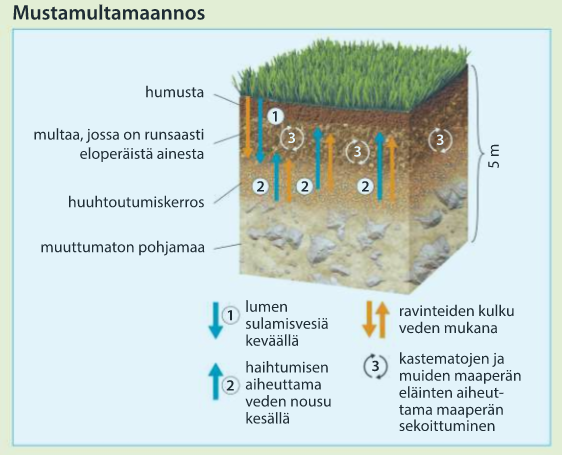 Mustamultamaannos
humusta
multaa, jossa on runsaasti
eloperäistä ainesta
huuhtoutumiskerros
muuttumaton pohjamaa
1
3
3
3
2
2
2
5 m
1
lumen
sulamisvesiä
keväällä
2
haihtumisen
aiheuttama
veden nousu
kesällä
ravinteiden kulku
veden mukana
3
kastematojen ja
muiden maaperän
eläinten aiheut-
tama maaperän
sekoittuminen